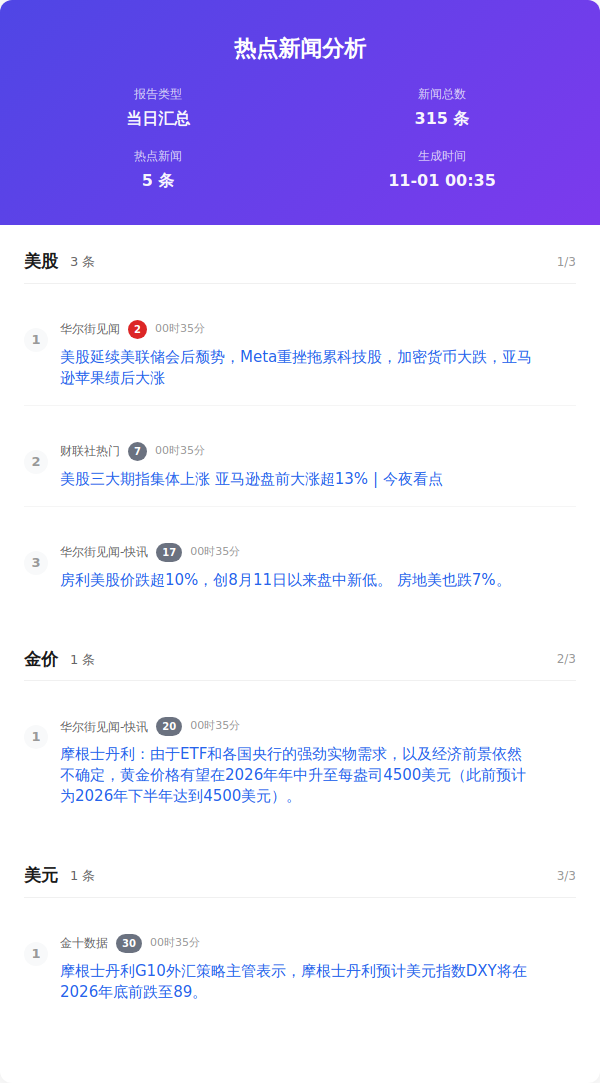 热点新闻分析
报告类型
新闻总数
当日汇总
315 条
热点新闻
生成时间
5 条
11-01 00:35
美股 3 条 1/3
1
华尔街见闻 2 00时35分
美股延续美联储会后颓势，Meta重挫拖累科技股，加密货币大跌，亚马
逊苹果绩后大涨
2
财联社热门 7 00时35分
美股三大期指集体上涨 亚马逊盘前大涨超13% | 今夜看点
3
华尔街见闻-快讯 17 00时35分
房利美股价跌超10%，创8月11日以来盘中新低。 房地美也跌7%。
金价 1 条 2/3
1
华尔街见闻-快讯 20 00时35分
摩根士丹利：由于ETF和各国央行的强劲实物需求，以及经济前景依然
不确定，黄金价格有望在2026年年中升至每盎司4500美元（此前预计
为2026年下半年达到4500美元）。
美元 1 条 3/3
1
金十数据 30 00时35分
摩根士丹利G10外汇策略主管表示，摩根士丹利预计美元指数DXY将在
2026年底前跌至89。